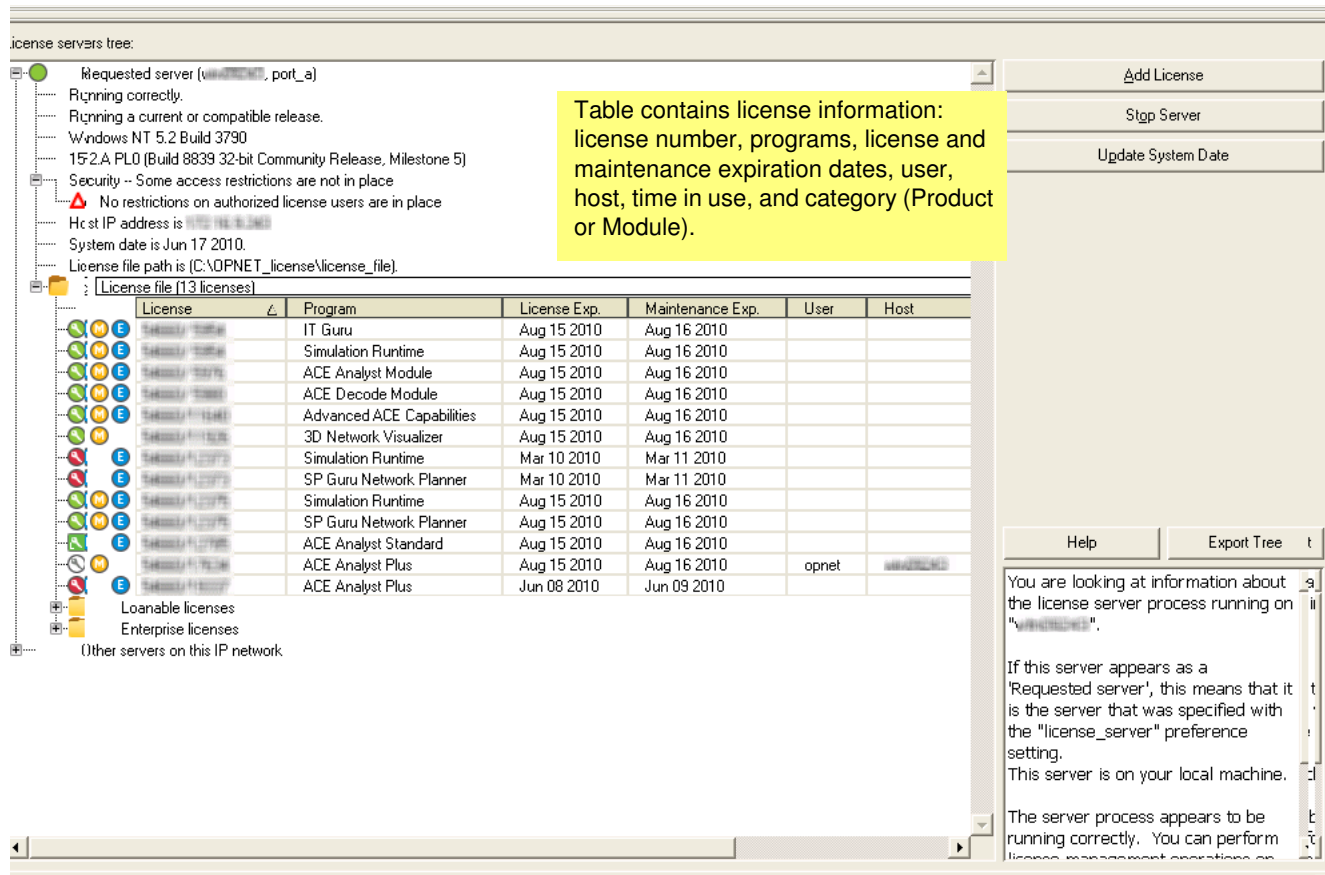 icense servers tree:
Requested server ( , port_a)
Running correctly.
Running a current or compatible release.
Windows NT 5.2 Build 3790
15.2.A PL0 (Build 8839 32-bit Community Release, Milestone 5)
Security -- Some access restrictions are not in place
No restrictions on authorized license users are in place
Host IP address is
System date is Jun 17 2010.
License file path is (C:\OPNET_license\license_file).
License file (13 licenses)
Table contains license information:
license number, programs, license and
maintenance expiration dates, user,
host, time in use, and category (Product
or Module).
License Program License Exp. Maintenance Exp. User Host
M E IT Guru Aug 15 2010 Aug 16 2010
M E Simulation Runtime Aug 15 2010 Aug 16 2010
M E ACE Analyst Module Aug 15 2010 Aug 16 2010
M E ACE Decode Module Aug 15 2010 Aug 16 2010
M E Advanced ACE Capabilities Aug 15 2010 Aug 16 2010
M 3D Network Visualizer Aug 15 2010 Aug 16 2010
E Simulation Runtime Mar 10 2010 Mar 11 2010
E SP Guru Network Planner Mar 10 2010 Mar 11 2010
M E Simulation Runtime Aug 15 2010 Aug 16 2010
M E SP Guru Network Planner Aug 15 2010 Aug 16 2010
E ACE Analyst Standard Aug 15 2010 Aug 16 2010
M ACE Analyst Plus Aug 15 2010 Aug 16 2010 opnet
E ACE Analyst Plus Jun 08 2010 Jun 09 2010
Loanable licenses
Enterprise licenses
Other servers on this IP network
Add License
Stop Server
Update System Date
Help
Export Tree
You are looking at information about
the license server process running on
" ".
If this server appears as a
'Requested server', this means that it
is the server that was specified with
the "license_server" preference
setting.
This server is on your local machine.
The server process appears to be
running correctly. You can perform
license management operations on